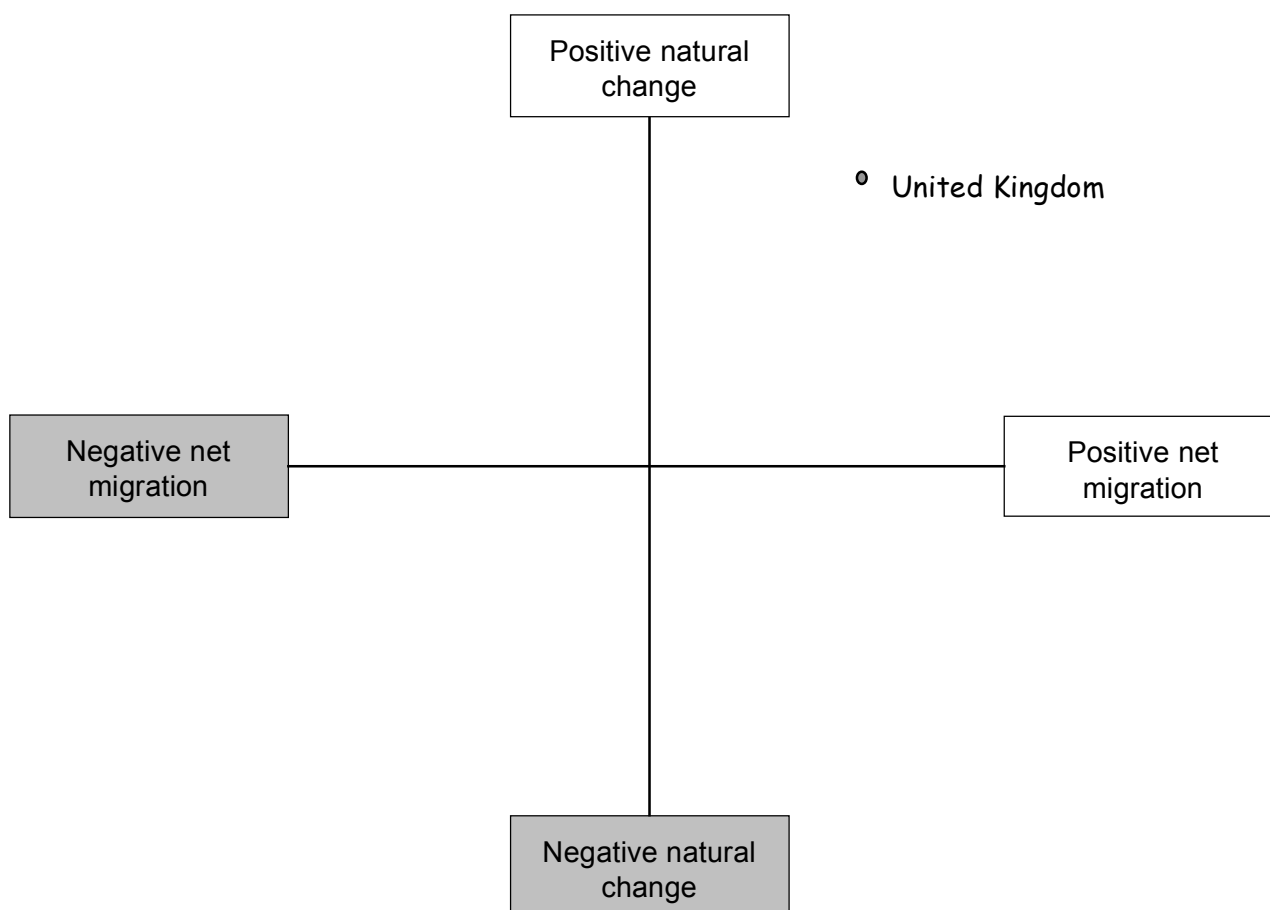 Positive natural
change
United Kingdom
Negative net
migration
Positive net
migration
Negative natural
change